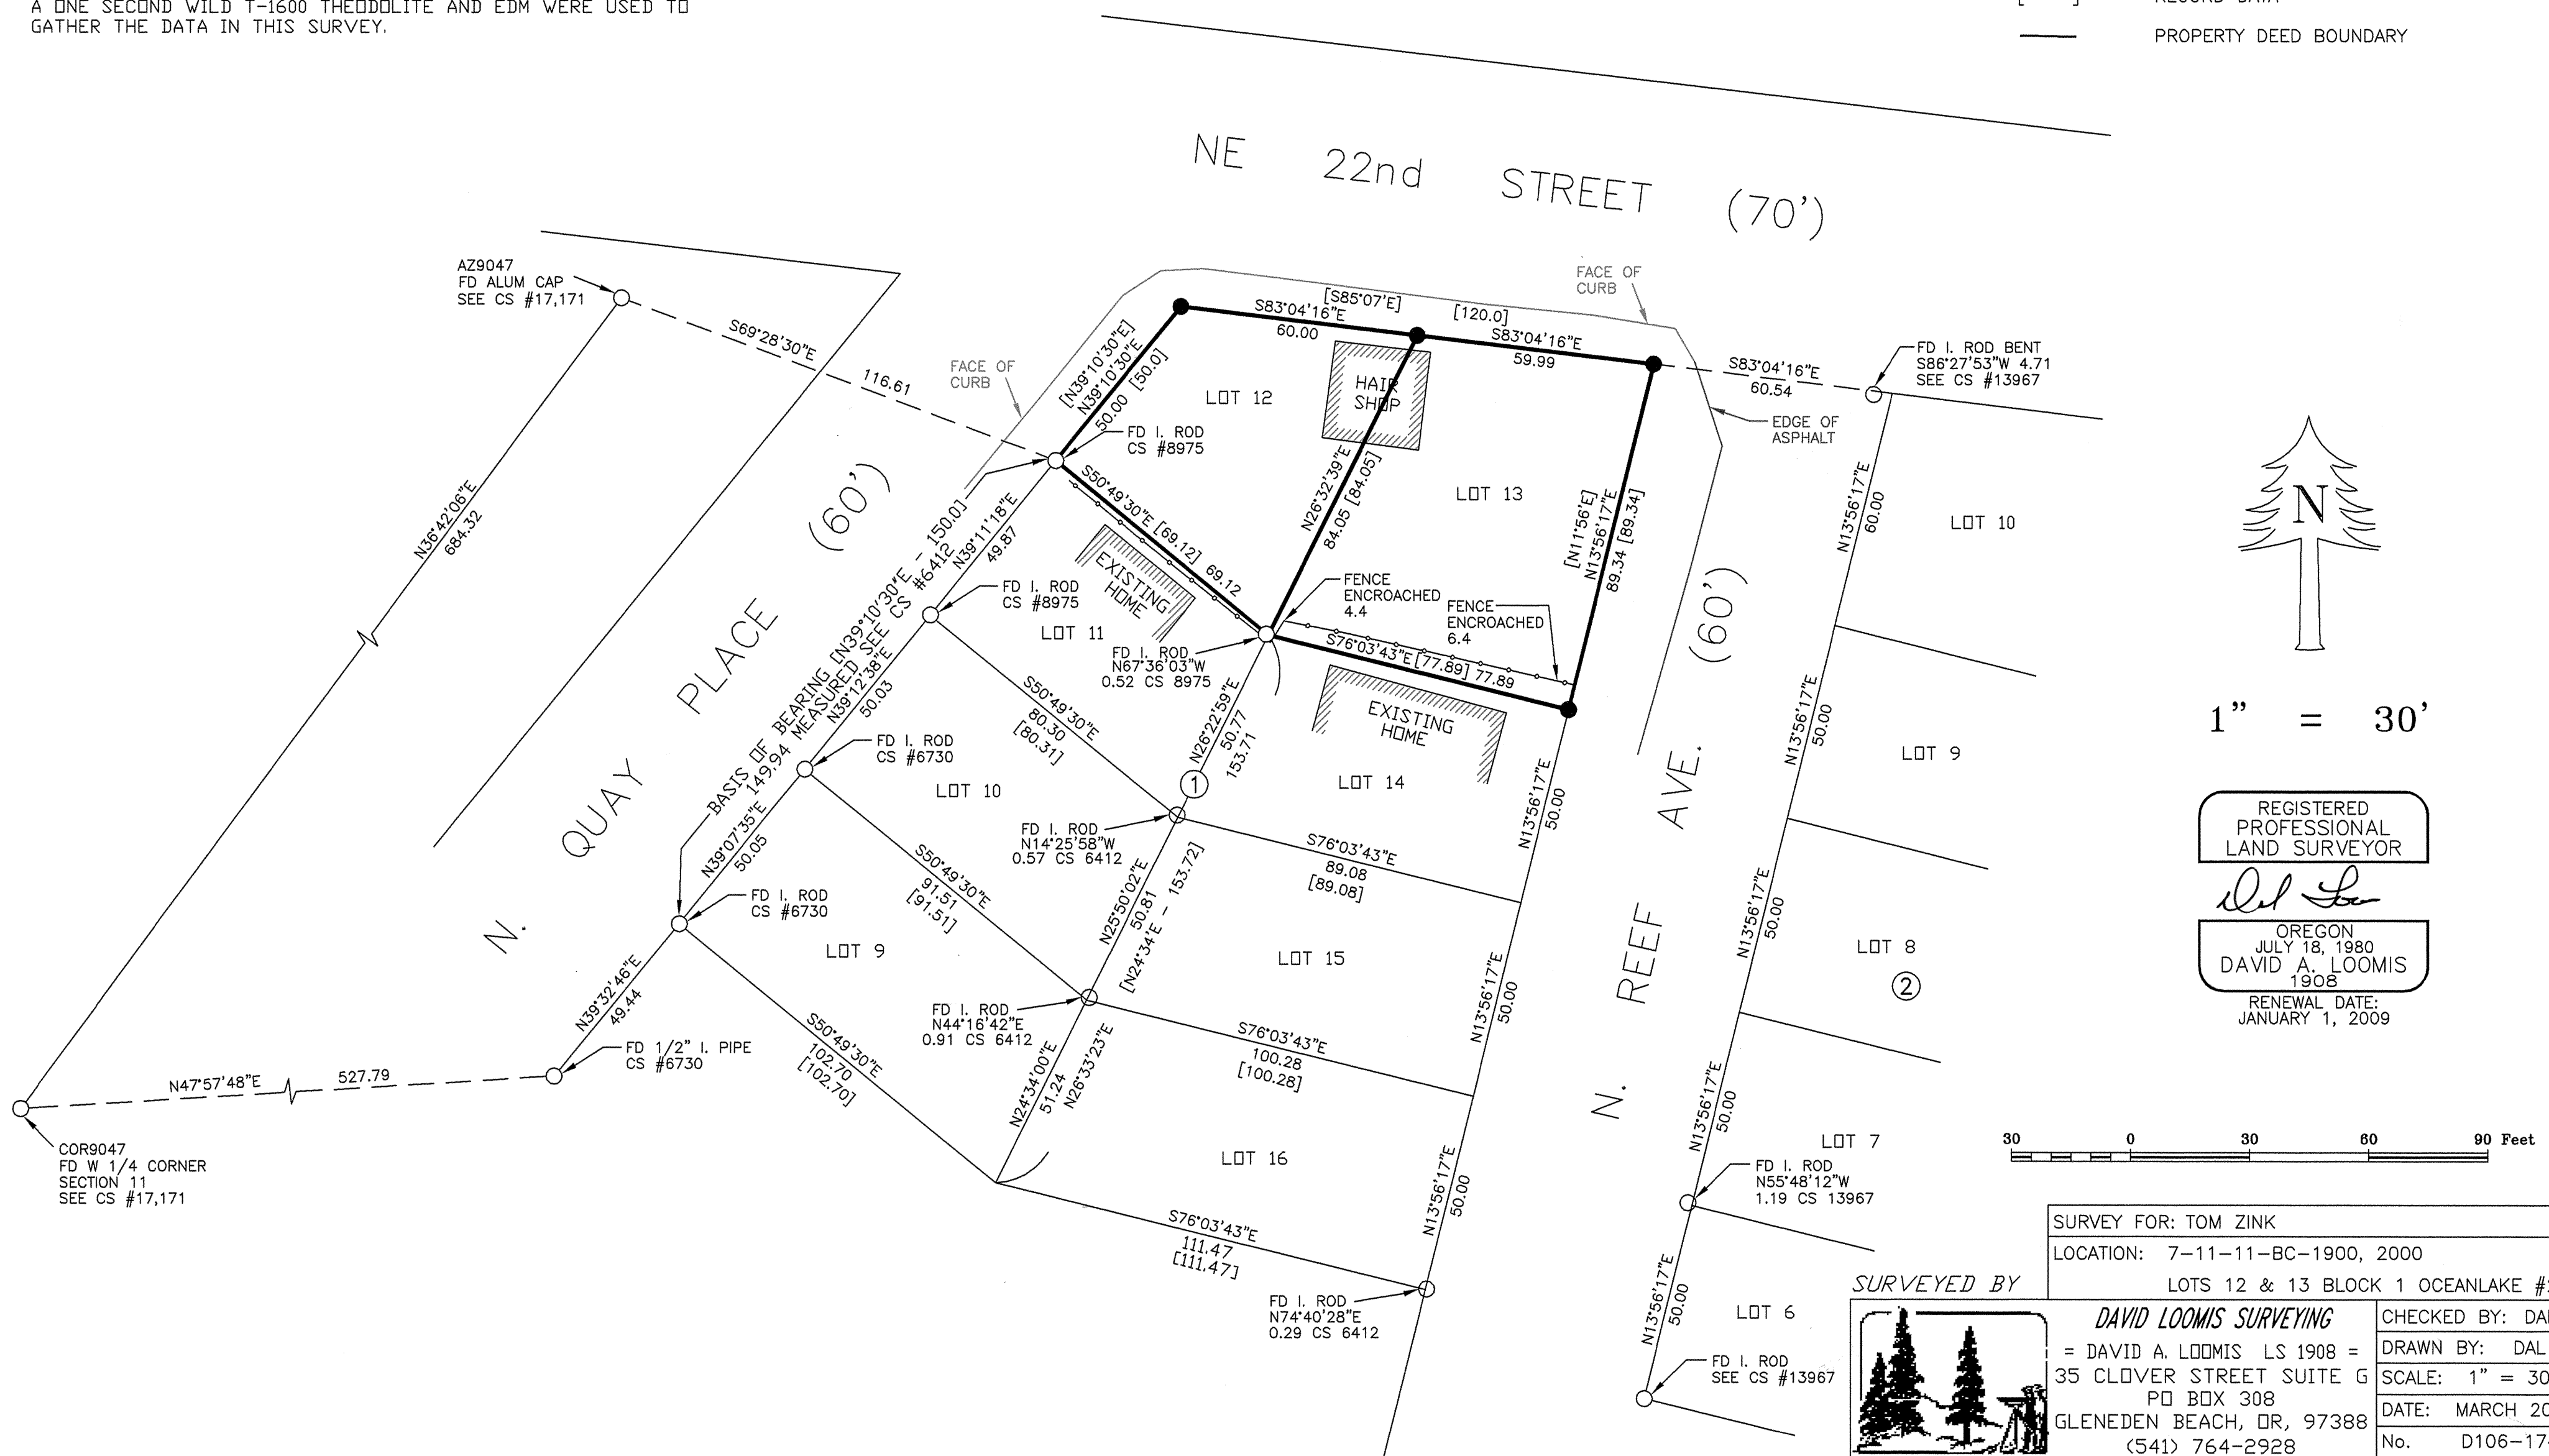 A ONE SECOND WILD T-1600 THEODOLITE AND EDM WERE USED TO
GATHER THE DATA IN THIS SURVEY.
[ ] RECORD DATA
PROPERTY DEED BOUNDARY
NE 22nd STREET (70')
AZ9047
FD ALUM CAP
SEE CS #17,171
S69°28'30"E
116.61
FACE OF
CURB
FACE OF
CURB
[S85°07'E]
[120.0]
S83°04'16"E
60.00
S83°04'16"E
59.99
S83°04'16"E
60.54
FD I. ROD BENT
S86°27'53"W 4.71
SEE CS #13967
EDGE OF
ASPHALT
[N39°10'30"E]
N39°10'30"E
50.00 [50.0]
LOT 12
HAIR
SHOP
LOT 13
FD I. ROD
CS #8975
N26°32'39"E
84.05 [84.05]
[N11°56'E]
N13°56'17"E
89.34 [89.34]
S50°49'30"E [69.12] 69.12
N36°42'06"E
684.32
N. QUAY PLACE (60')
BASIS OF BEARING [N39°10'30"E - 150.0]
149.94 MEASURED SEE CS #6412
N39°11'18"E
49.87
FD I. ROD
CS #8975
EXISTING
HOME
LOT 11
FENCE
ENCROACHED
4.4
FENCE
ENCROACHED
6.4
S76°03'43"E [77.89] 77.89
FD I. ROD
N67°36'03"W
0.52 CS 8975
EXISTING
HOME
N39°12'38"E
50.03
S50°49'30"E
80.30
[80.31]
N26°22'59"E
50.77
153.71
①
LOT 14
FD I. ROD
CS #6730
LOT 10
FD I. ROD
N14°25'58"W
0.57 CS 6412
N39°07'35"E
50.05
S50°49'30"E
91.51
[91.51]
N25°50'02"E
50.81
[N24°34'E - 153.72]
S76°03'43"E
89.08
[89.08]
N13°56'17"E
50.00
FD I. ROD
CS #6730
LOT 9
LOT 15
N39°32'46"E
49.44
FD I. ROD
N44°16'42"E
0.91 CS 6412
FD 1/2" I. PIPE
CS #6730
N47°57'48"E 527.79
S50°49'30"E
102.70
[102.70]
N24°34'00"E
51.24
N26°33'23"E
S76°03'43"E
100.28
[100.28]
N13°56'17"E
50.00
COR9047
FD W 1/4 CORNER
SECTION 11
SEE CS #17,171
LOT 16
S76°03'43"E
111.47
[111.47]
N13°56'17"E
50.00
FD I. ROD
N74°40'28"E
0.29 CS 6412
N. REEF AVE. (60')
N13°56'17"E
60.00
LOT 10
N13°56'17"E
50.00
LOT 9
N13°56'17"E
50.00
LOT 8
②
N13°56'17"E
50.00
LOT 7
FD I. ROD
N55°48'12"W
1.19 CS 13967
N13°56'17"E
50.00
LOT 6
FD I. ROD
SEE CS #13967
N
1" = 30'
REGISTERED
PROFESSIONAL
LAND SURVEYOR
OREGON
JULY 18, 1980
DAVID A. LOOMIS
1908
RENEWAL DATE:
JANUARY 1, 2009
30 0 30 60 90 Feet
SURVEY FOR: TOM ZINK
LOCATION: 7-11-11-BC-1900, 2000
LOTS 12 & 13 BLOCK 1 OCEANLAKE
SURVEYED BY
DAVID LOOMIS SURVEYING
= DAVID A. LOOMIS LS 1908 =
35 CLOVER STREET SUITE G
PO BOX 308
GLENEDEN BEACH, OR, 97388
(541) 764-2928
CHECKED BY:
DRAWN BY: DAL
SCALE: 1" = 30
DATE: MARCH
No. D106-17